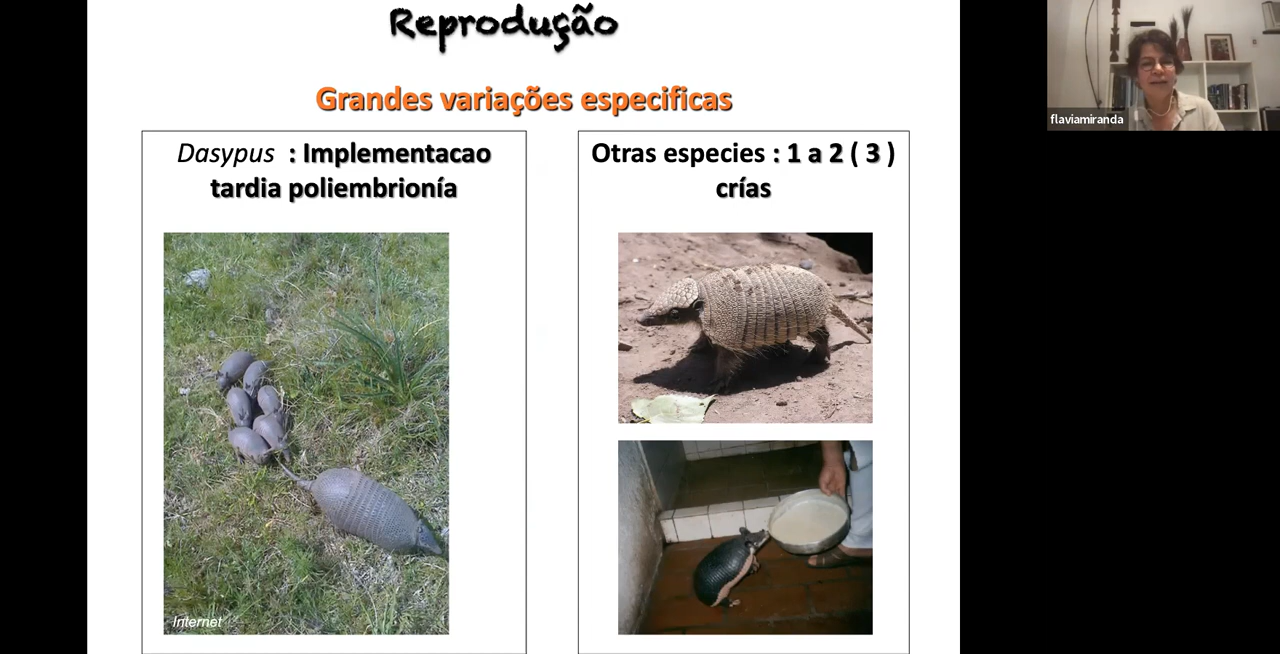 Reprodução
Grandes variações especificas
Dasypus : Implementacao
tardia poliembrionía
Otras especies : 1 a 2 ( 3 )
crías
Internet
flaviamiranda